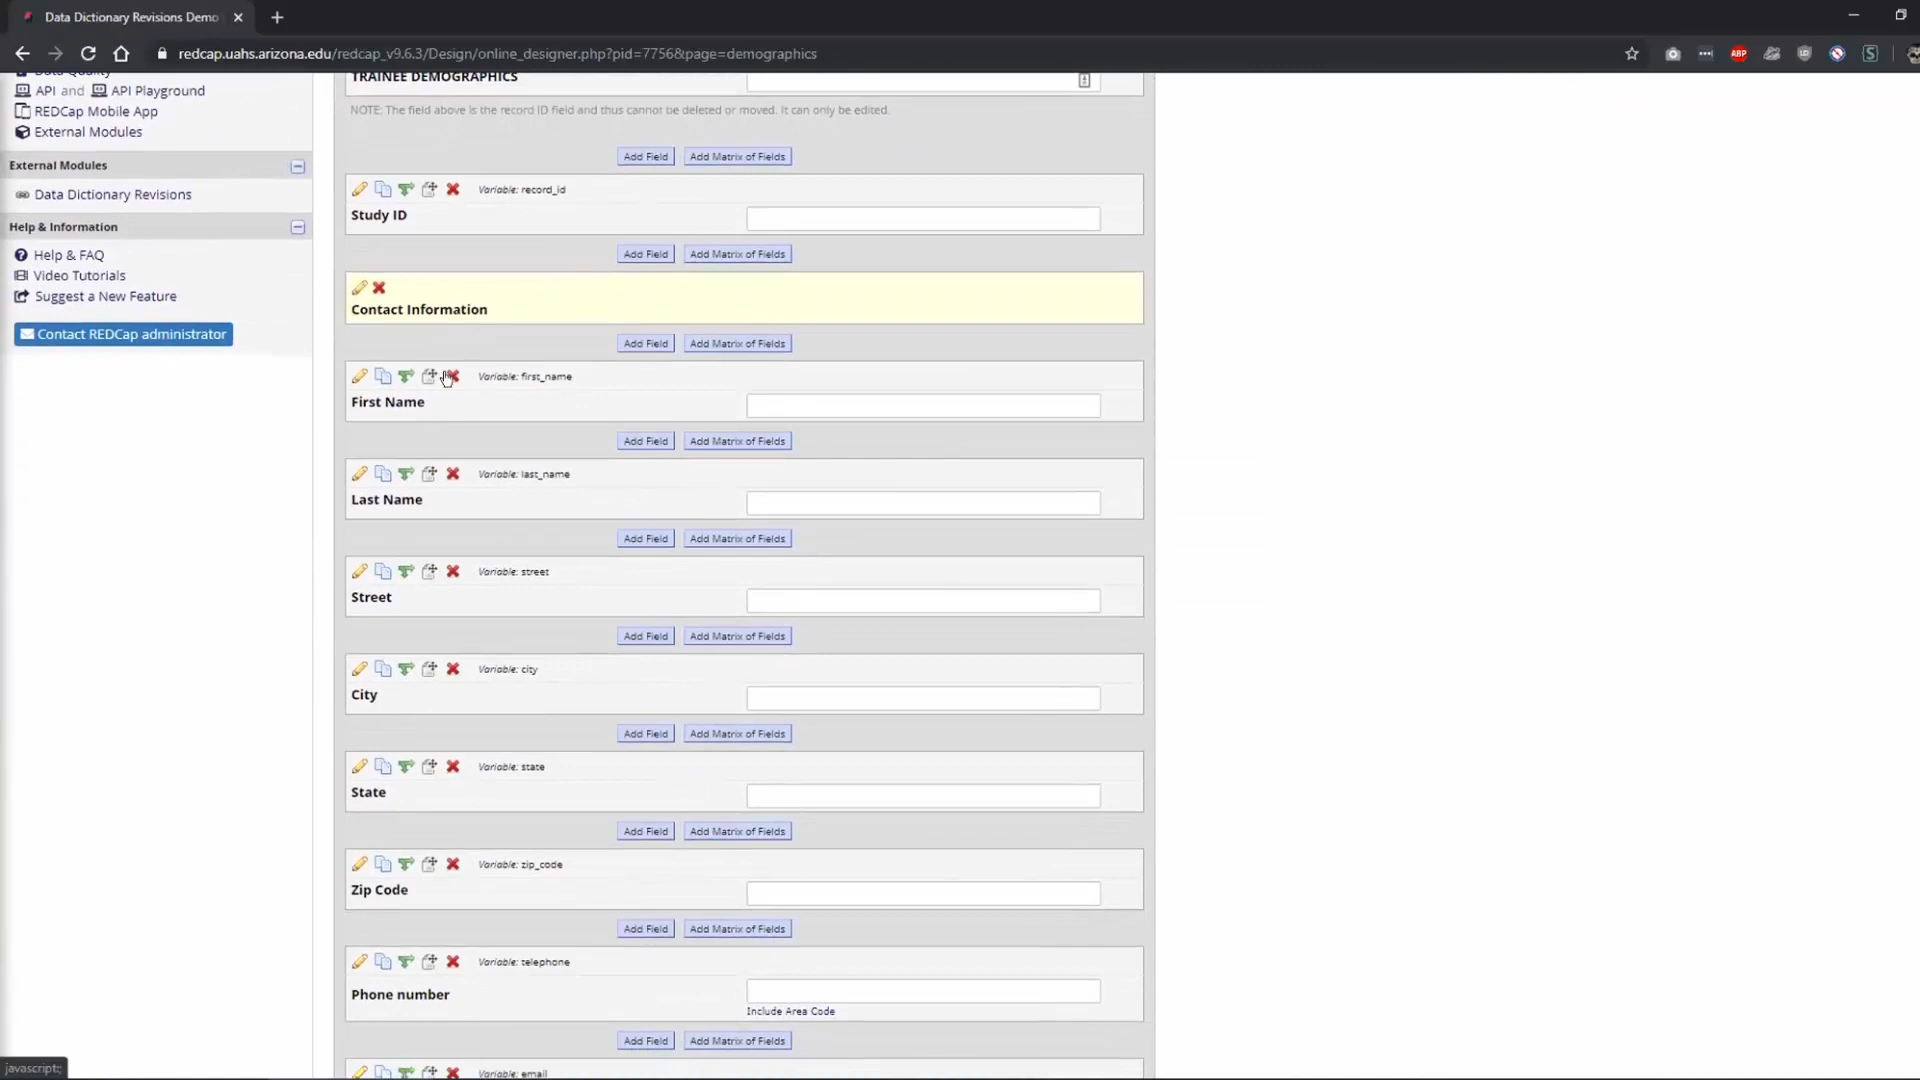 Data Dictionary Revisions Demo
redcap.uahs.arizona.edu/redcap_v9.6.3/Design/online_designer.php?pid=7756&page=demographics
ABP
Data Quality
API and API Playground
REDCap Mobile App
External Modules
External Modules
Data Dictionary Revisions
Help & Information
Help & FAQ
Video Tutorials
Suggest a New Feature
Contact REDCap administrator
TRAINEE DEMOGRAPHICS
NOTE: The field above is the record ID field and thus cannot be deleted or moved. It can only be edited.
Add Field Add Matrix of Fields
Variable: record_id
Study ID
Add Field Add Matrix of Fields
Contact Information
Add Field Add Matrix of Fields
Variable: first_name
First Name
Add Field Add Matrix of Fields
Variable: last_name
Last Name
Add Field Add Matrix of Fields
Variable: street
Street
Add Field Add Matrix of Fields
Variable: city
City
Add Field Add Matrix of Fields
Variable: state
State
Add Field Add Matrix of Fields
Variable: zip_code
Zip Code
Add Field Add Matrix of Fields
Variable: telephone
Phone number
Include Area Code
Add Field Add Matrix of Fields
Variable: email
javascript:;